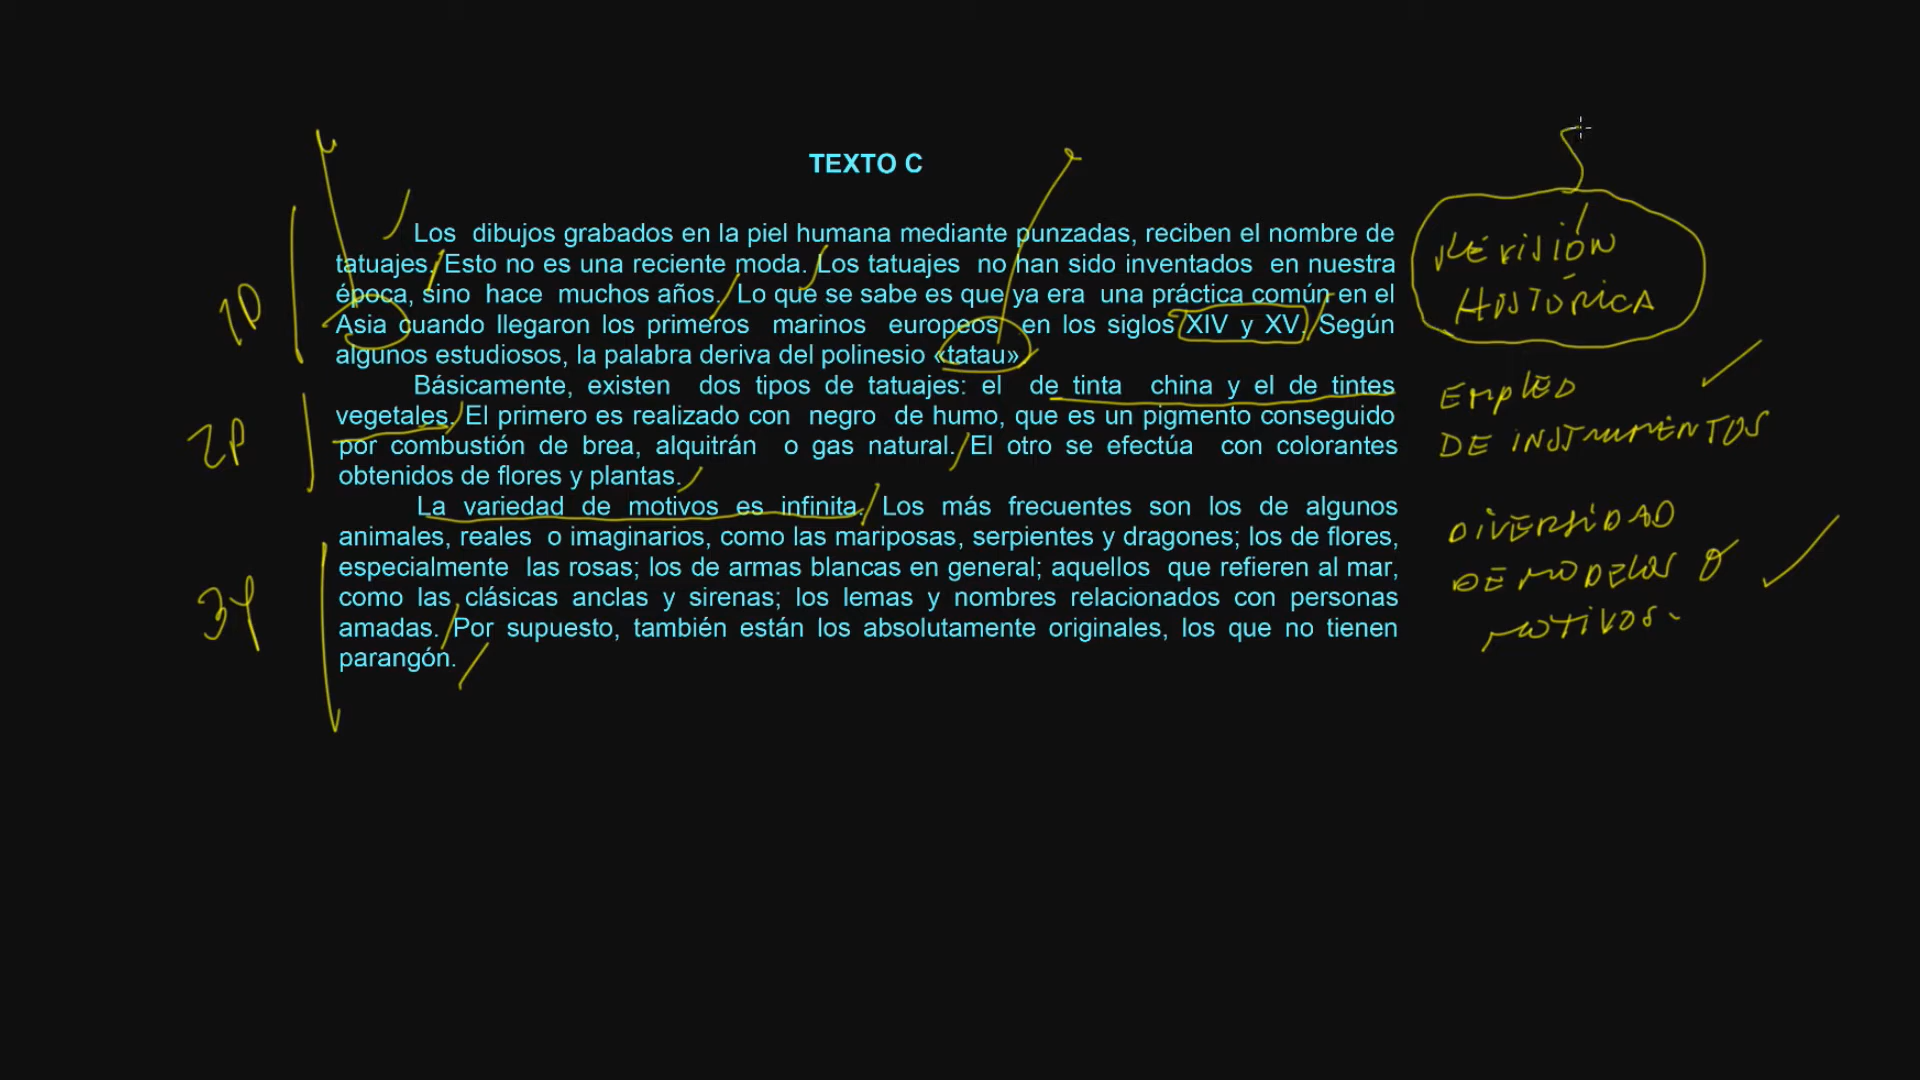 TEXTO C
Los dibujos grabados en la piel humana mediante punzadas, reciben el nombre de
tatuajes. Esto no es una reciente moda. Los tatuajes no han sido inventados en nuestra
época, sino hace muchos años. Lo que se sabe es que ya era una práctica común en el
Asia cuando llegaron los primeros marinos europeos en los siglos XIV y XV. Según
algunos estudiosos, la palabra deriva del polinesio «tatau»
Básicamente, existen dos tipos de tatuajes: el de tinta china y el de tintes
vegetales. El primero es realizado con negro de humo, que es un pigmento conseguido
por combustión de brea, alquitrán o gas natural. El otro se efectúa con colorantes
obtenidos de flores y plantas.
La variedad de motivos es infinita. Los más frecuentes son los de algunos
animales, reales o imaginarios, como las mariposas, serpientes y dragones; los de flores,
especialmente las rosas; los de armas blancas en general; aquellos que refieren al mar,
como las clásicas anclas y sirenas; los lemas y nombres relacionados con personas
amadas. Por supuesto, también están los absolutamente originales, los que no tienen
parangón.
1P
2P
3P
REVISIÓN
HISTÓRICA
EMPLEO
DE INSTRUMENTOS
DIVERSIDAD
DE MODELOS O
MOTIVOS.